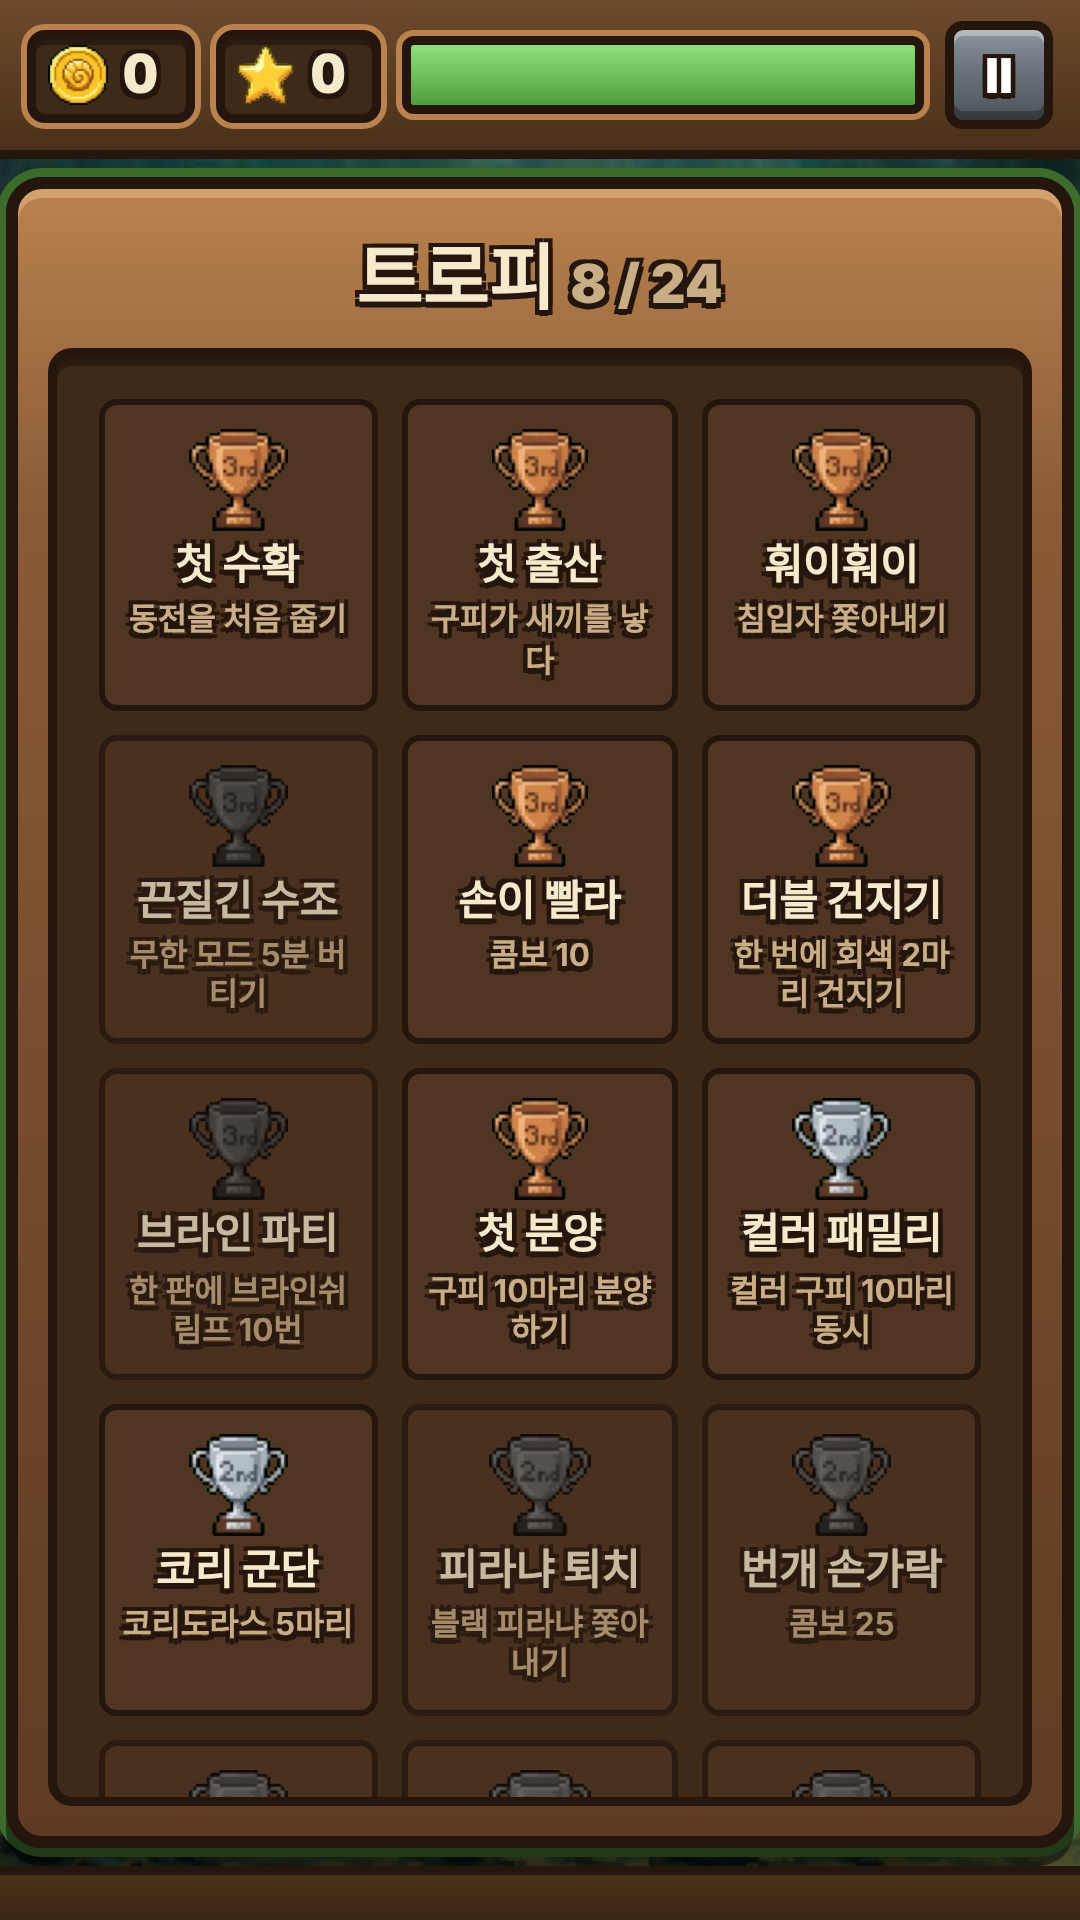 0 0
트로피 8 / 24
3rd 3rd 3rd
첫 수확 첫 출산 훠이훠이
동전을 처음 줍기 구피가 새끼를 낳 침입자 쫓아내기
다
3rd 3rd 3rd
끈질긴 수조 손이 빨라 더블 건지기
무한 모드 5분 버 콤보 10 한 번에 회색 2마
티기 리 건지기
3rd 3rd 2nd
브라인 파티 첫 분양 컬러 패밀리
한 판에 브라인쉬 구피 10마리 분양 컬러 구피 10마리
림프 10번 하기 동시
2nd 2nd 2nd
코리 군단 피라냐 퇴치 번개 손가락
코리도라스 5마리 블랙 피라냐 쫓아 콤보 25
내기